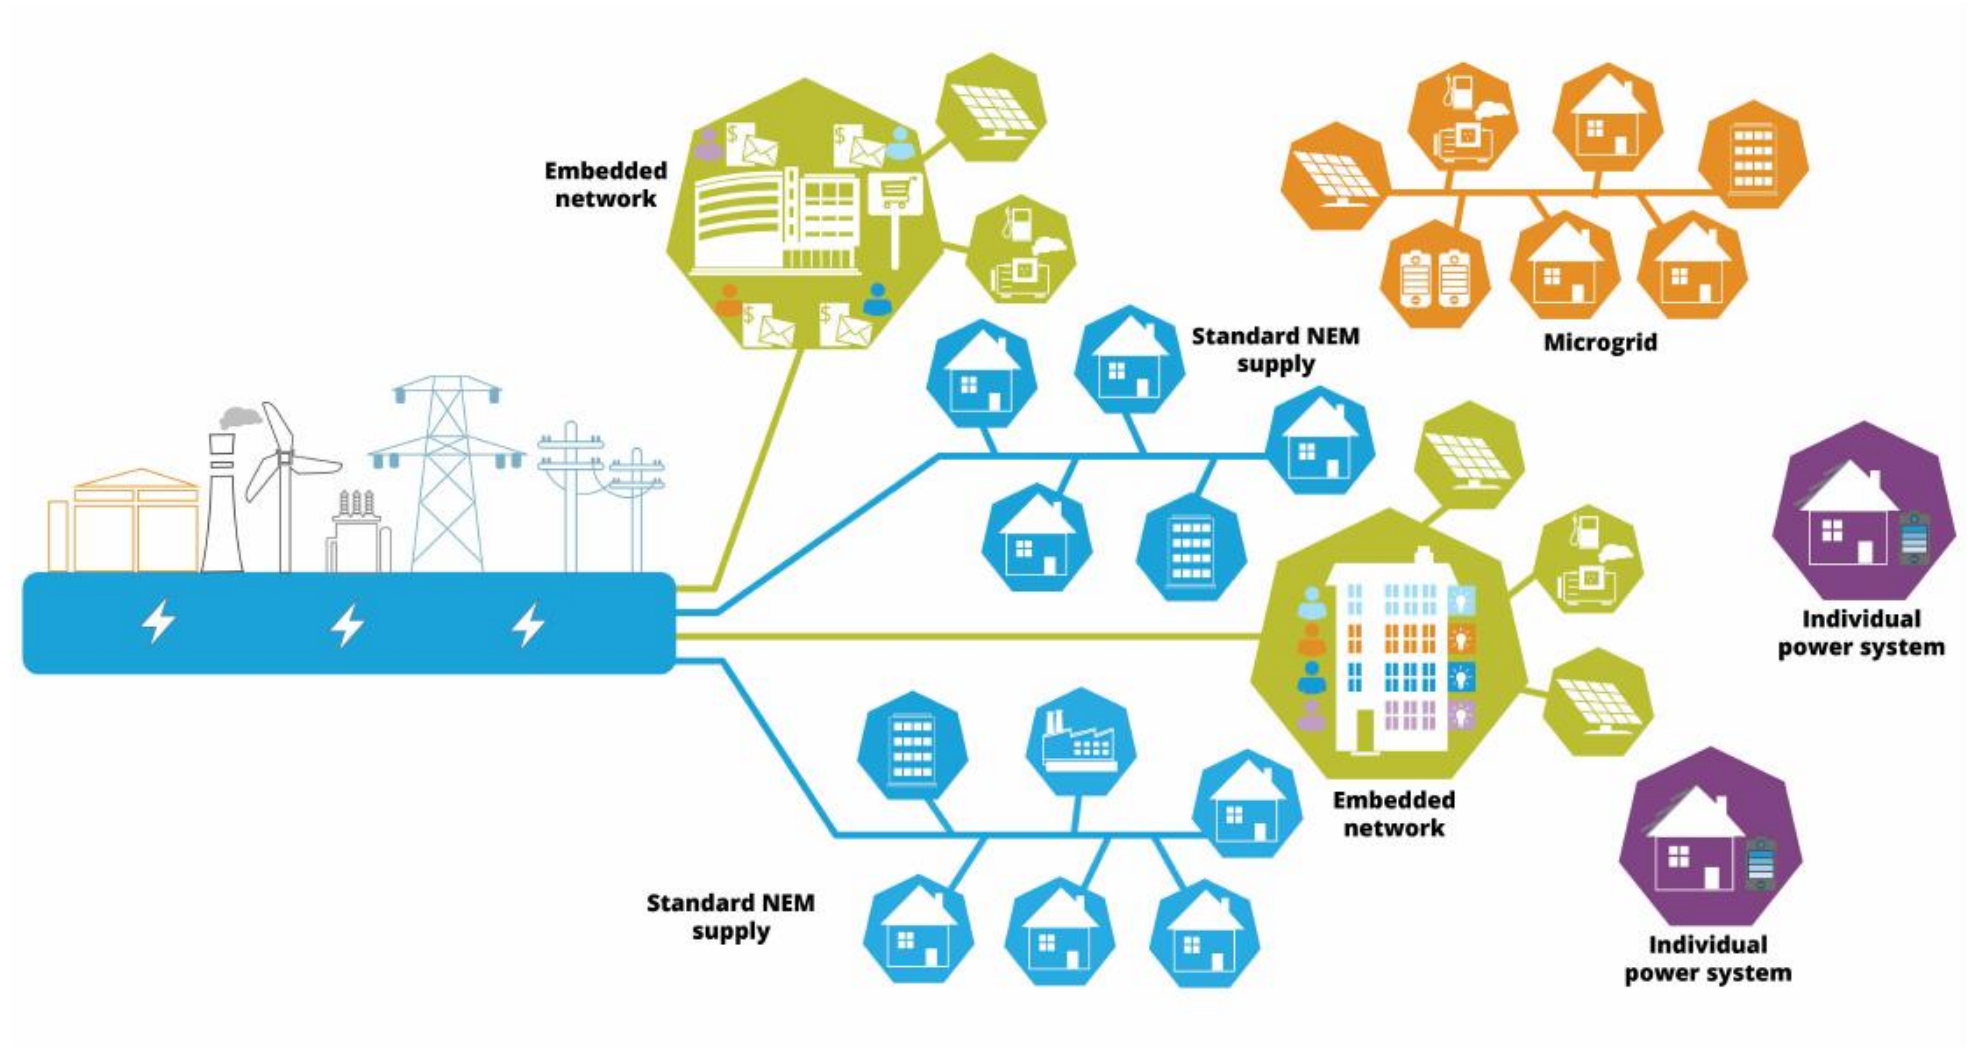 Embedded
network
Standard NEM
supply
Microgrid
Individual
power system
Embedded
network
Standard NEM
supply
Individual
power system
$
$
$
$